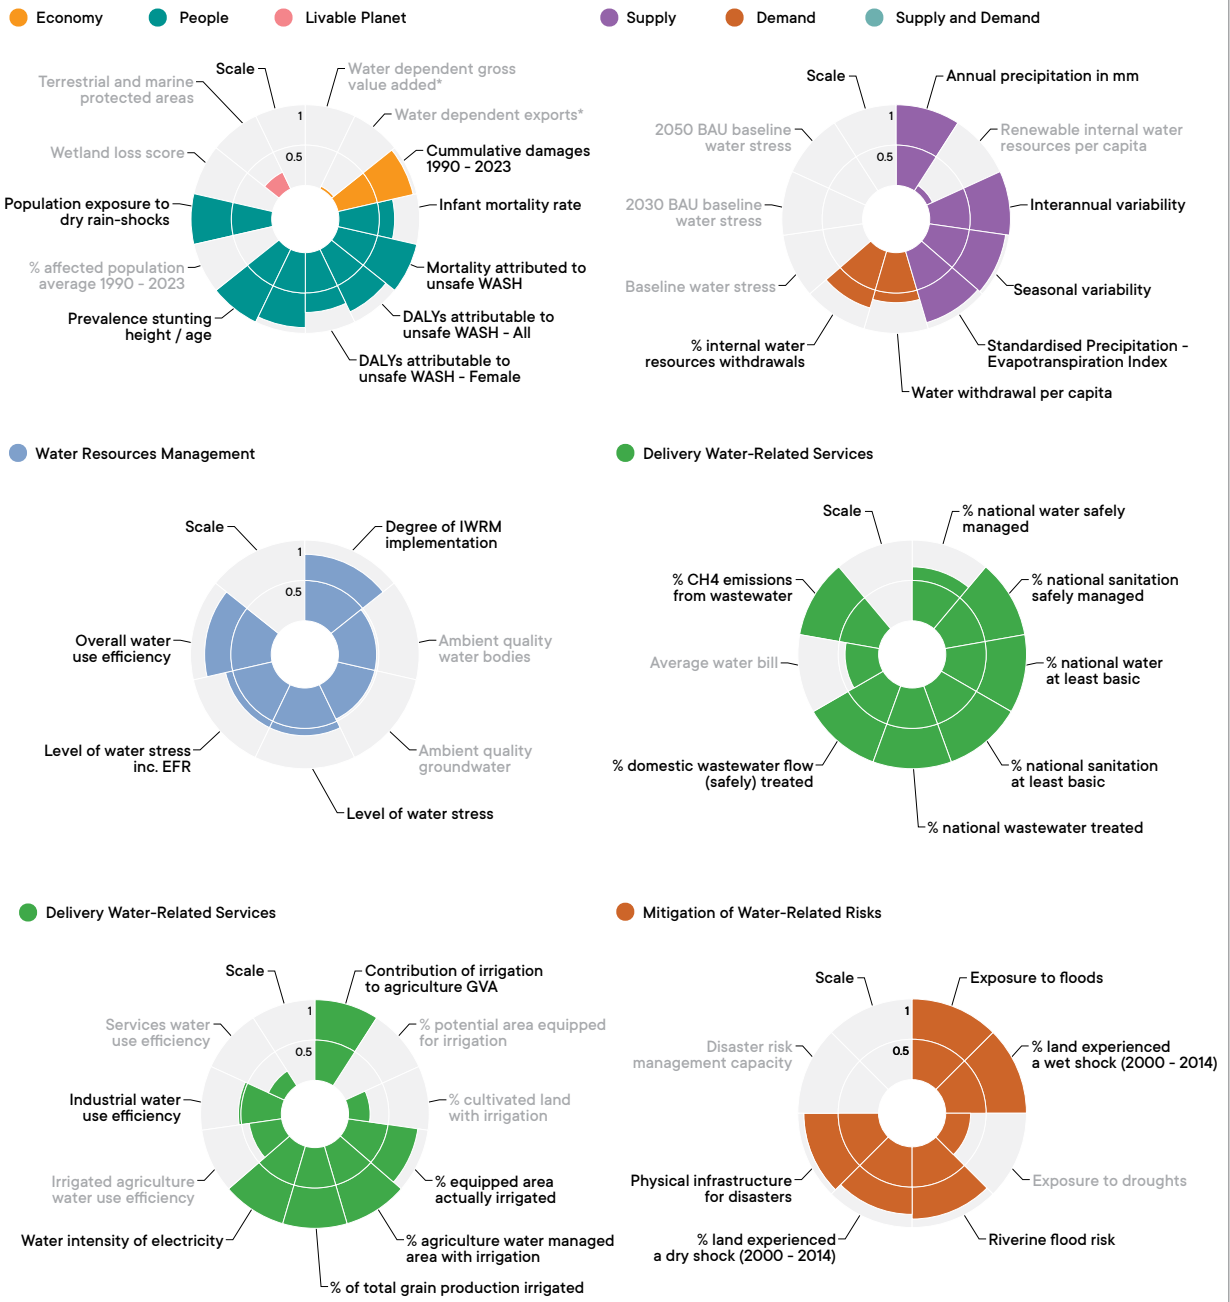 Economy
People
Livable Planet
Supply
Demand
Supply and Demand
Scale
Water dependent gross
value added*
Terrestrial and marine
protected areas
Water dependent exports*
1
0.5
Wetland loss score
Cummulative damages
1990 - 2023
Population exposure to
dry rain-shocks
Infant mortality rate
% affected population
average 1990 - 2023
Mortality attributed to
unsafe WASH
Prevalence stunting
height / age
DALYs attributable to
unsafe WASH - All
DALYs attributable to
unsafe WASH - Female
Scale
Annual precipitation in mm
1
0.5
2050 BAU baseline
water stress
Renewable internal water
resources per capita
2030 BAU baseline
water stress
Interannual variability
Baseline water stress
Seasonal variability
% internal water
resources withdrawals
Standardised Precipitation -
Evapotranspiration Index
Water withdrawal per capita
Water Resources Management
Scale
Degree of IWRM
implementation
1
0.5
Overall water
use efficiency
Ambient quality
water bodies
Level of water stress
inc. EFR
Ambient quality
groundwater
Level of water stress
Delivery Water-Related Services
Scale
% national water safely
managed
% CH4 emissions
from wastewater
% national sanitation
safely managed
Average water bill
% national water
at least basic
% domestic wastewater flow
(safely) treated
% national sanitation
at least basic
% national wastewater treated
Delivery Water-Related Services
Scale
Contribution of irrigation
to agriculture GVA
1
0.5
Services water
use efficiency
% potential area equipped
for irrigation
Industrial water
use efficiency
% cultivated land
with irrigation
Irrigated agriculture
water use efficiency
% equipped area
actually irrigated
Water intensity of electricity
% agriculture water managed
area with irrigation
% of total grain production irrigated
Mitigation of Water-Related Risks
Scale
Exposure to floods
1
0.5
Disaster risk
management capacity
% land experienced
a wet shock (2000 - 2014)
Physical infrastructure
for disasters
Exposure to droughts
% land experienced
a dry shock (2000 - 2014)
Riverine flood risk